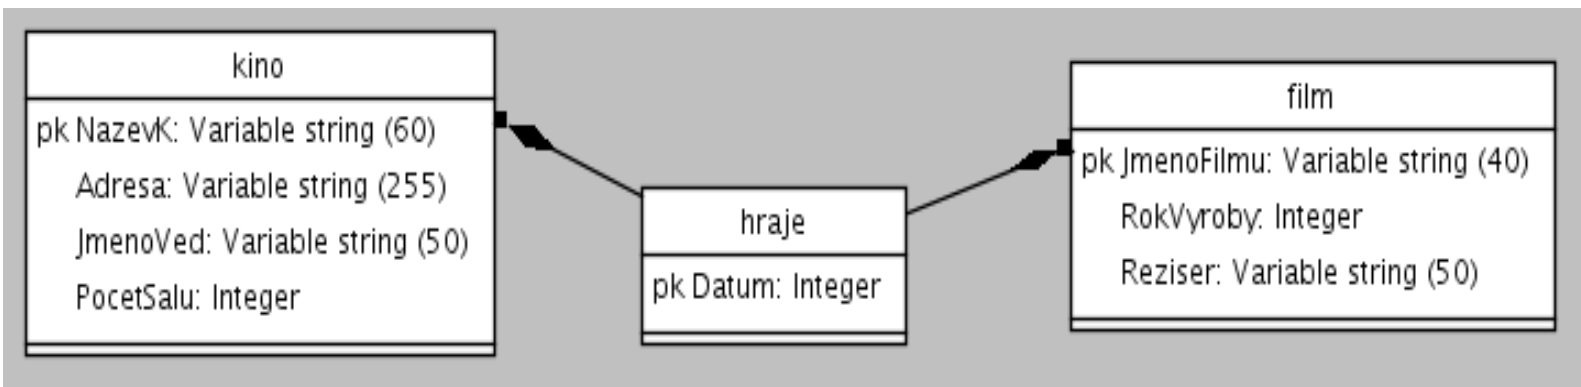 kino
pk NazevK: Variable string (60)
Adresa: Variable string (255)
JmenoVed: Variable string (50)
PocetSalu: Integer
hraje
pk Datum: Integer
film
pk JmenoFilmu: Variable string (40)
RokVyroby: Integer
Reziser: Variable string (50)